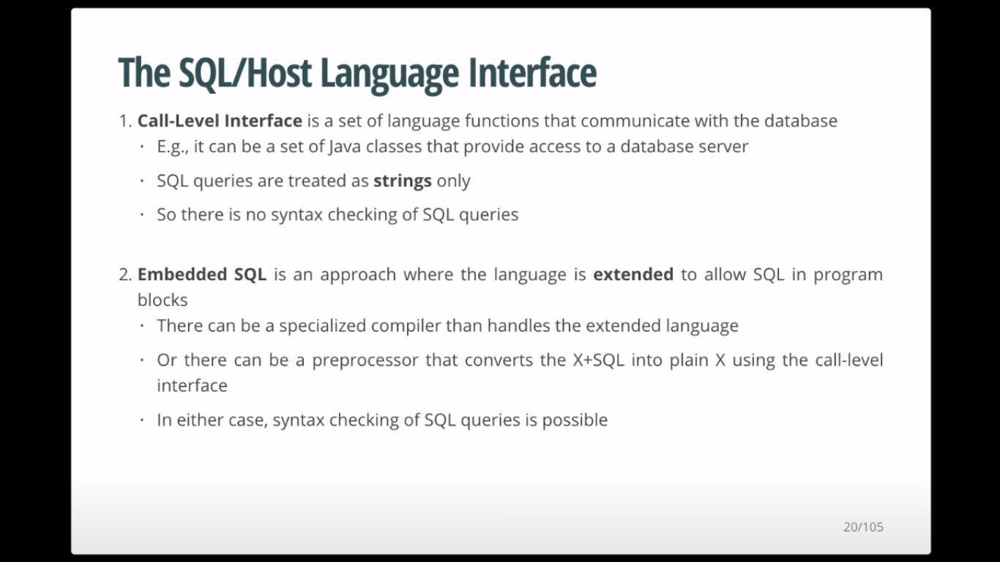 The SQL/Host Language Interface
1. Call-Level Interface is a set of language functions that communicate with the database
· E.g., it can be a set of Java classes that provide access to a database server
· SQL queries are treated as strings only
· So there is no syntax checking of SQL queries
2. Embedded SQL is an approach where the language is extended to allow SQL in program
blocks
· There can be a specialized compiler than handles the extended language
· Or there can be a preprocessor that converts the X+SQL into plain X using the call-level
interface
· In either case, syntax checking of SQL queries is possible
20/105